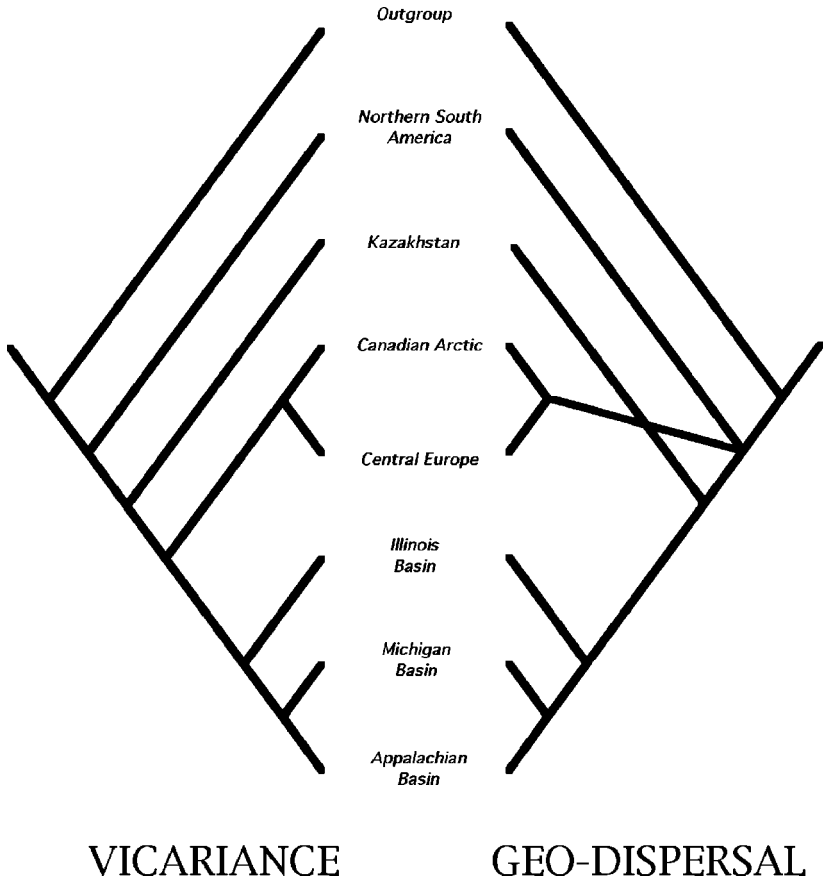 Outgroup
Northern South
America
Kazakhstan
Canadian Arctic
Central Europe
Illinois
Basin
Michigan
Basin
Appalachian
Basin
VICARIANCE
GEO-DISPERSAL